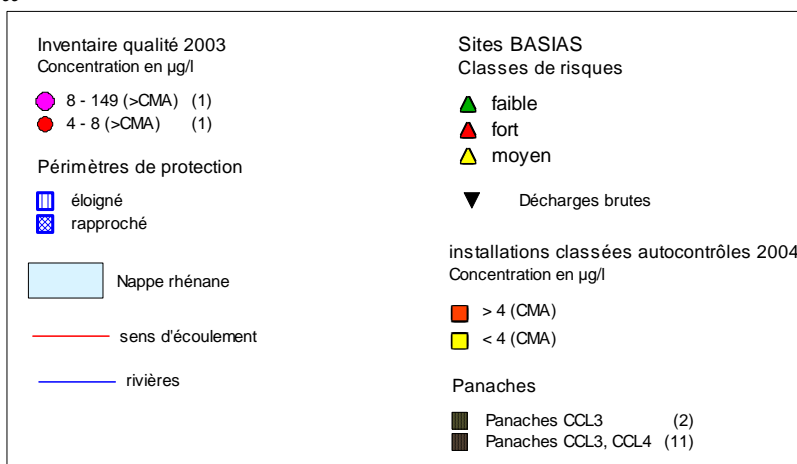 Inventaire qualité 2003
Concentration en µg/l
8 - 149 (>CMA) (1)
4 - 8 (>CMA) (1)
Périmètres de protection
éloigné
rapproché
Nappe rhénane
sens d'écoulement
rivières
Sites BASIAS
Classes de risques
faible
fort
moyen
Décharges brutes
installations classées autocontrôles 2004
Concentration en µg/l
> 4 (CMA)
< 4 (CMA)
Panaches
Panaches CCL3 (2)
Panaches CCL3, CCL4 (11)